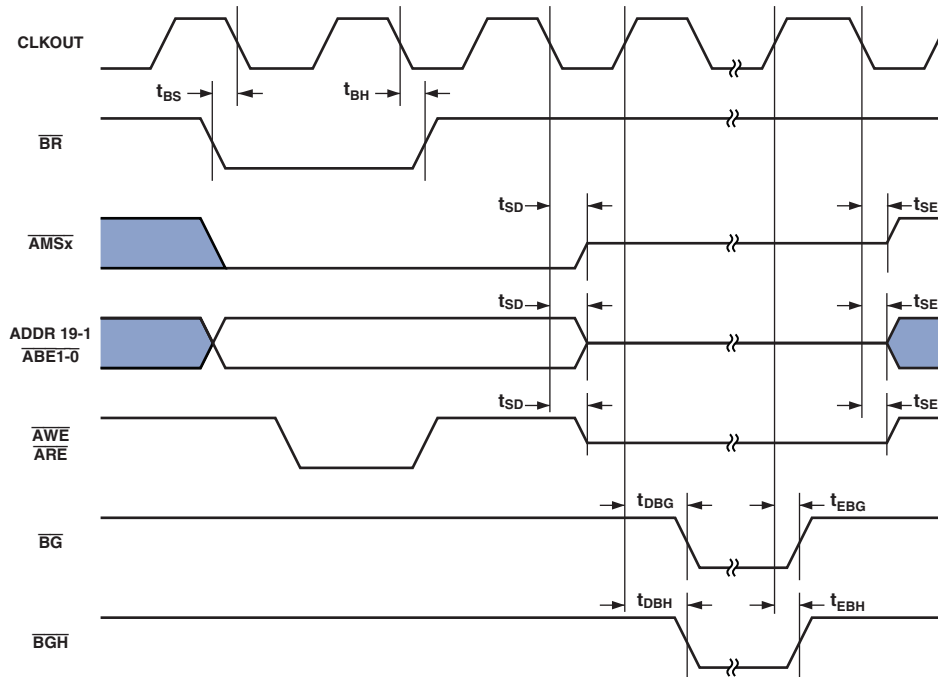 CLKOUT
tBS
tBH
BR
tSD
tSE
AMSx
tSD
tSE
ADDR 19-1
ABE1-0
tSD
tSE
AWE
ARE
tDBG
tEBG
BG
tDBH
tEBH
BGH